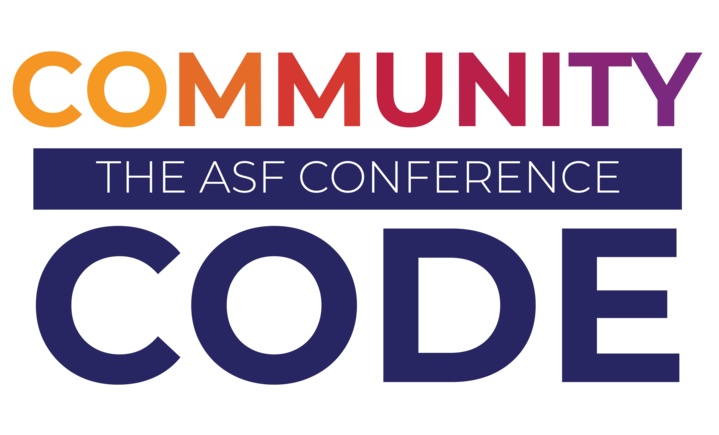 COMMUNITY
THE ASF CONFERENCE
CODE